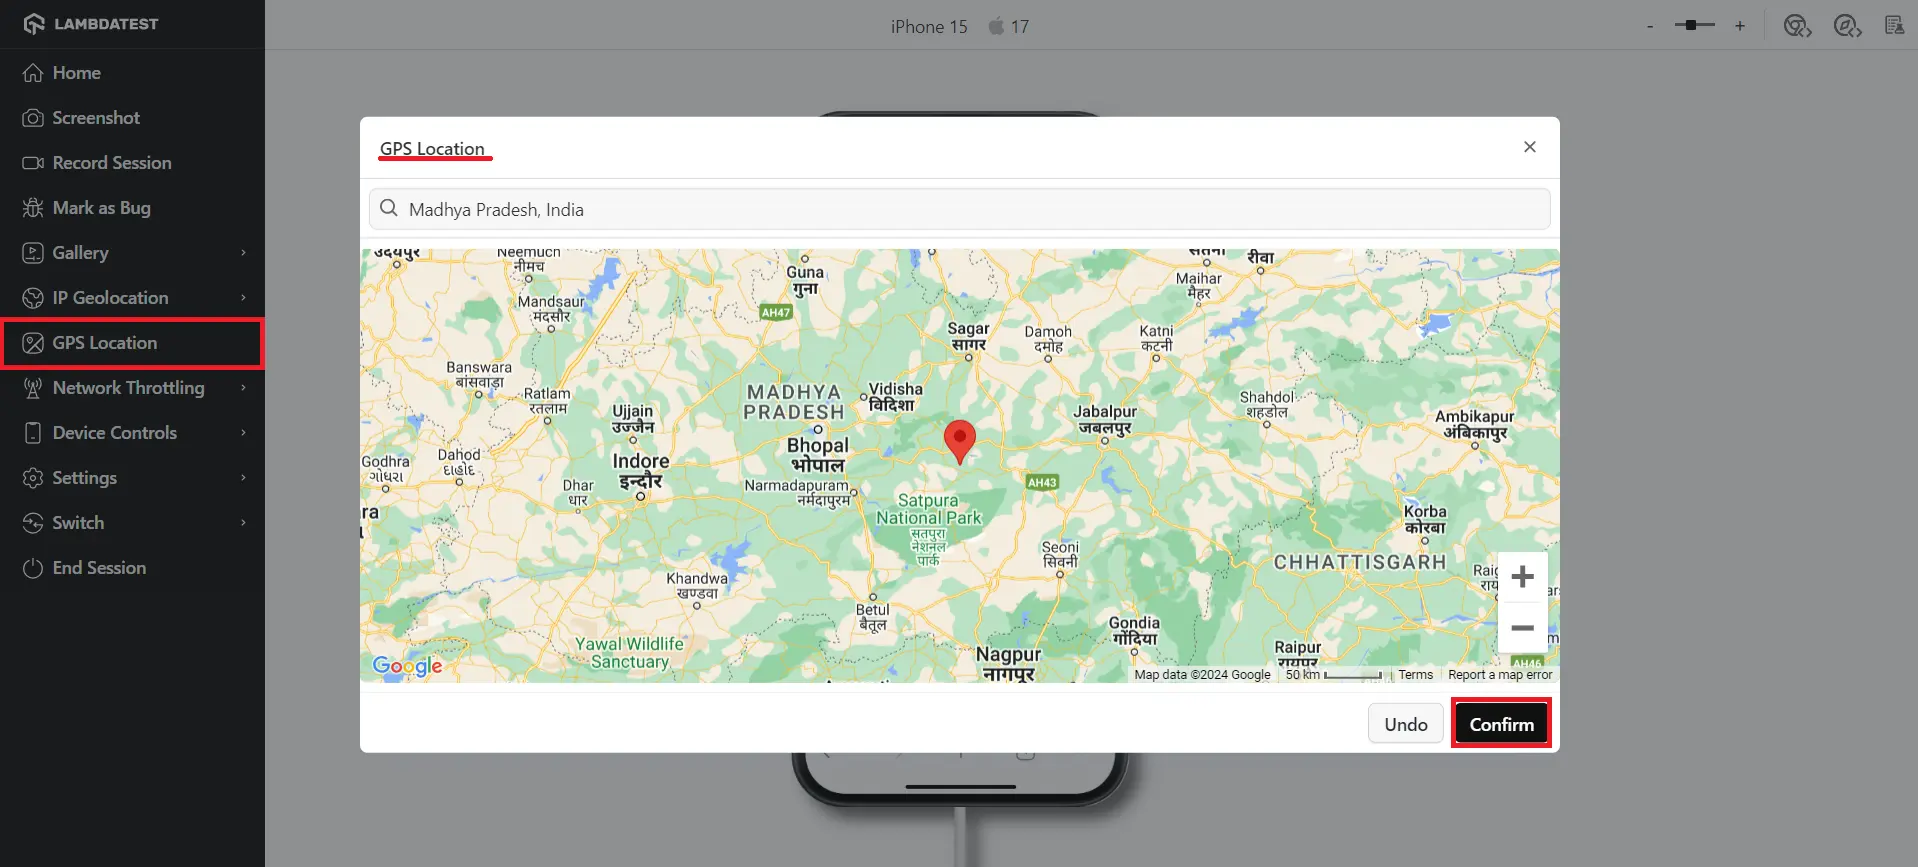 LAMBDATEST
iPhone 15 17
- +
Home
Screenshot
Record Session
Mark as Bug
Gallery
IP Geolocation
GPS Location
Network Throttling
Device Controls
Settings
Switch
End Session
GPS Location
Madhya Pradesh, India
उदयपुर
Neemuch
नीमच
Guna
गुना
सतना
रीवा
Maihar
मैहर
Mandsaur
मंदसौर
AH47
Sagar
सागर
Damoh
दमोह
Katni
कटनी
Banswara
बांसवाड़ा
Ratlam
रतलाम
MADHYA
PRADESH
Vidisha
विदिशा
Ujjain
उज्जैन
Jabalpur
जबलपुर
Shahdol
शहडोल
Ambikapur
अंबिकापुर
Bhopal
भोपाल
Indore
इन्दौर
Godhra
ગોધરા
Dahod
દાહોદ
Dhar
धार
Narmadapuram
नर्मदापुरम
AH43
Satpura
National Park
सतपुरा
नेशनल
पार्क
Korba
कोरबा
Seoni
सिवनी
CHHATTISGARH
Khandwa
खण्डवा
Betul
बैतूल
Gondia
गोंदिया
Yawal Wildlife
Sanctuary
Nagpur
नागपूर
Raipur
रायपुर
AH46
Google
Map data ©2024 Google
50 km
Terms
Report a map error
Undo
Confirm